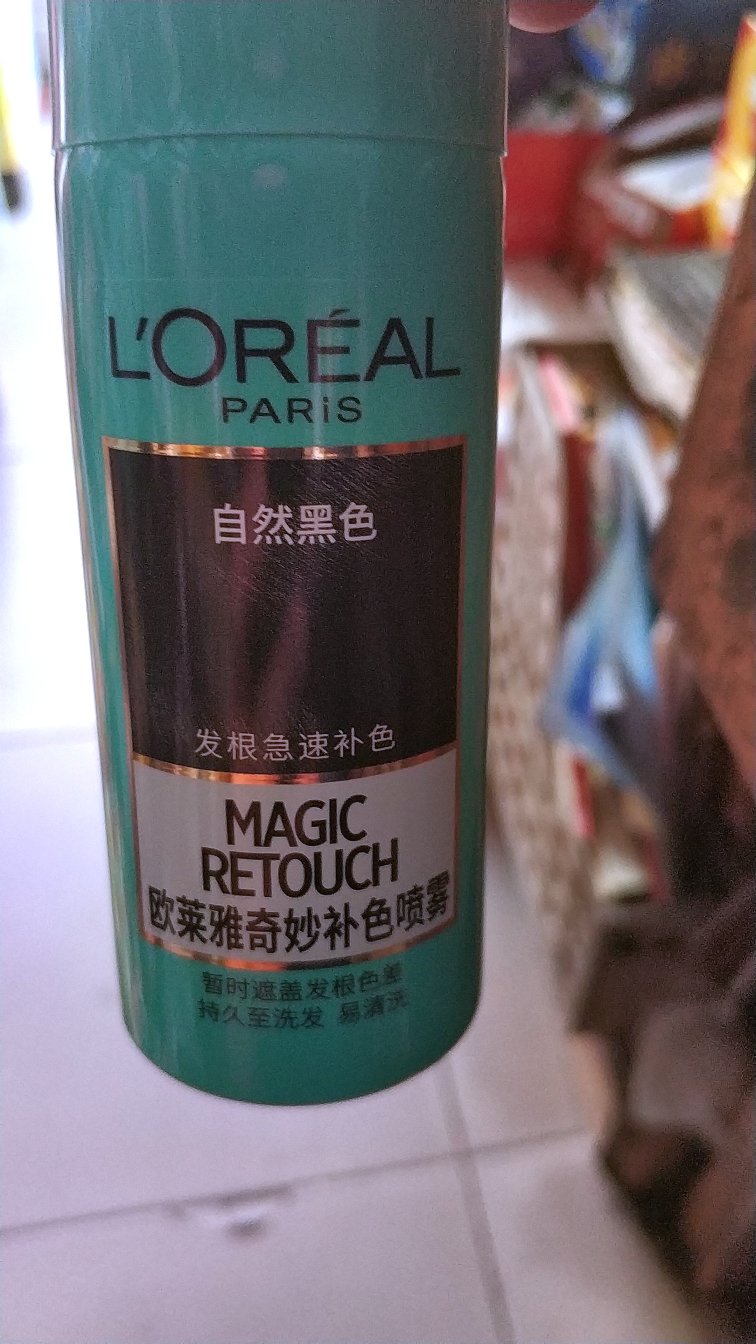 L'ORÉAL
PARiS
自然黑色
发根急速补色
MAGIC
RETOUCH
欧莱雅奇妙补色喷雾
暂时遮盖发根色差
持久至洗发 易清洗